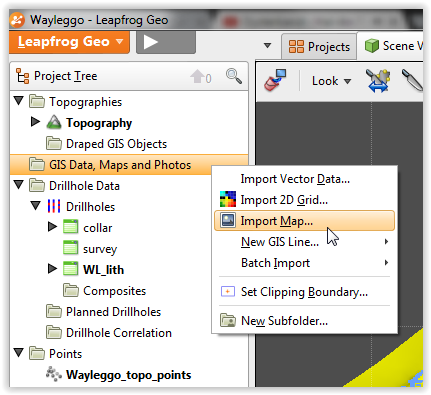 Wayleggo - Leapfrog Geo
Leapfrog Geo
Projects
Scene V
Project Tree
0
Look
Topographies
Topography
Draped GIS Objects
GIS Data, Maps and Photos
Import Vector Data...
Drillhole Data
Import 2D Grid...
Drillholes
Import Map...
collar
New GIS Line...
survey
Batch Import
WL_lith
Set Clipping Boundary...
Composites
New Subfolder...
Planned Drillholes
Drillhole Correlation
Points
Wayleggo_topo_points